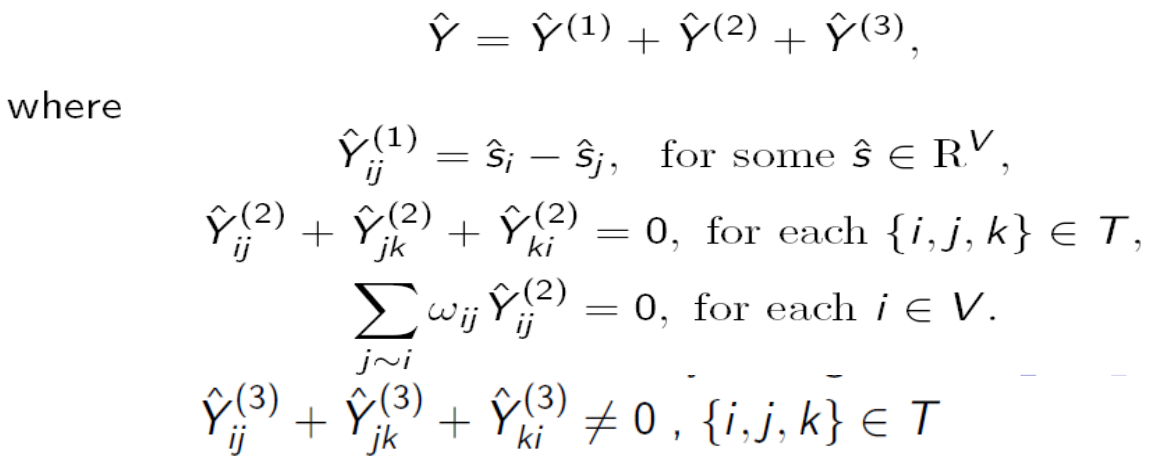 Ŷ = Ŷ^(1) + Ŷ^(2) + Ŷ^(3),
where
Ŷ_ij^(1) = ŝ_i − ŝ_j, for some ŝ ∈ R^V,
Ŷ_ij^(2) + Ŷ_jk^(2) + Ŷ_ki^(2) = 0, for each {i, j, k} ∈ T,
∑_{j∼i} ω_ij Ŷ_ij^(2) = 0, for each i ∈ V.
Ŷ_ij^(3) + Ŷ_jk^(3) + Ŷ_ki^(3) ≠ 0 , {i, j, k} ∈ T